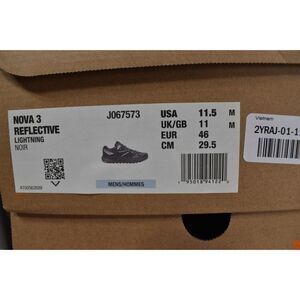 NOVA 3
REFLECTIVE
LIGHTNING
NOIR
J067573
USA 11.5 M
UK/GB 11 M
EUR 46
CM 29.5
MENS/HOMMES
Vietnam
2YRAJ-01-1